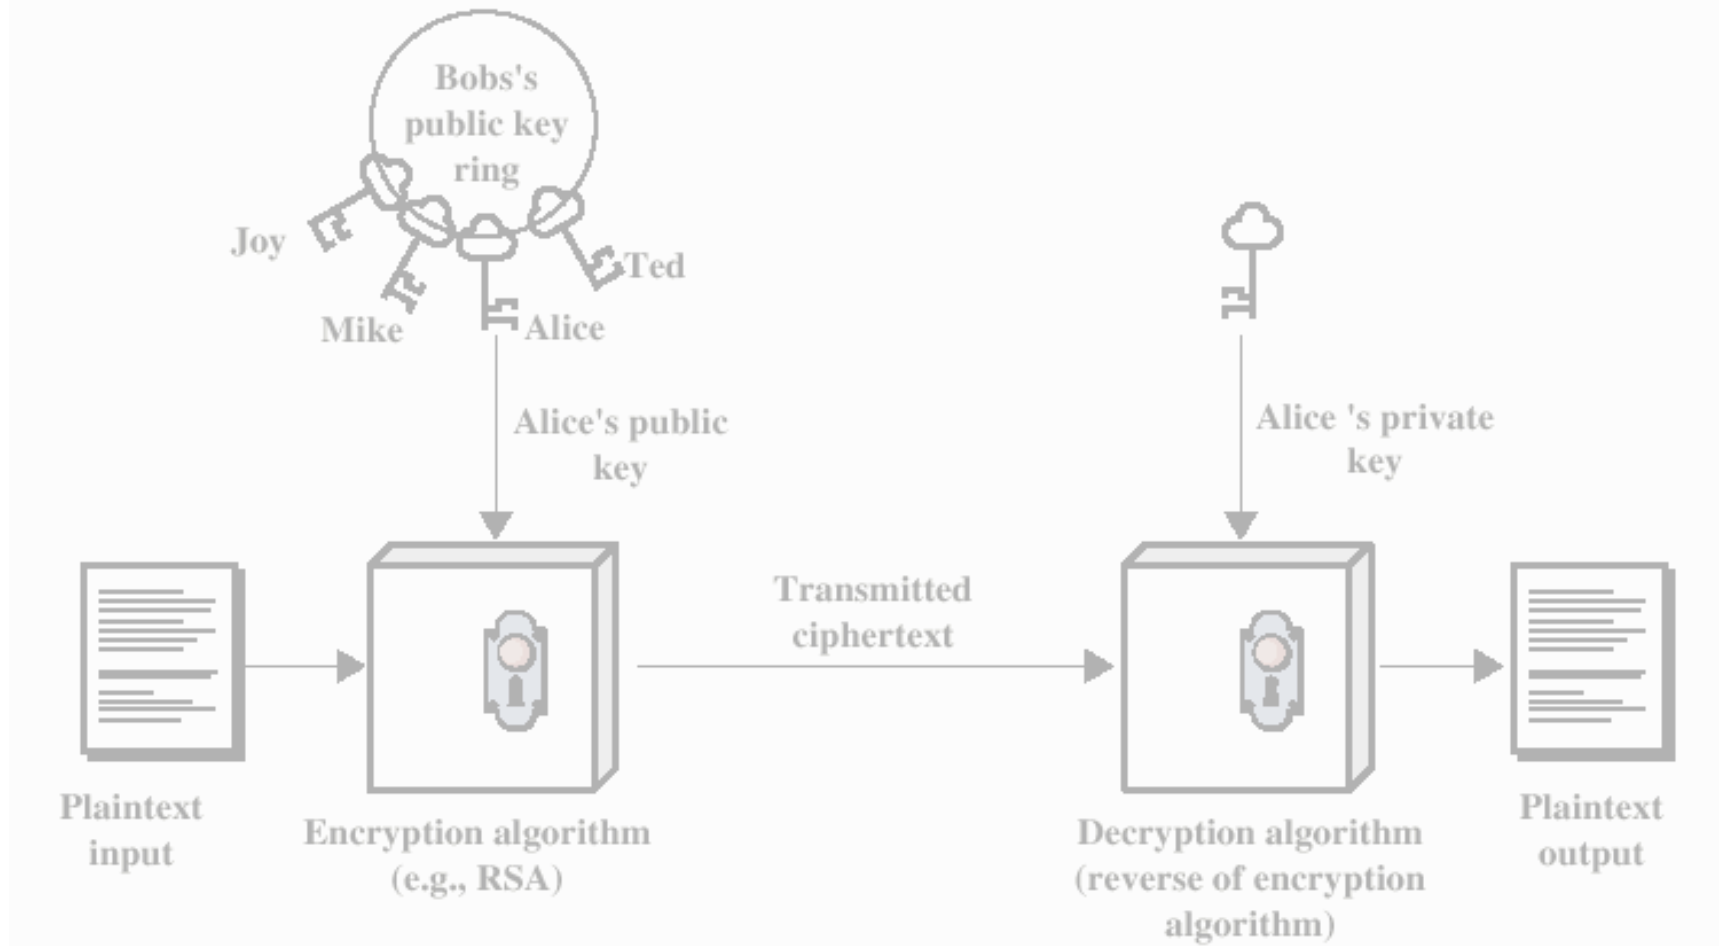 Bobs's
public key
ring
Joy
Ted
Mike
Alice
Alice's public
key
Alice 's private
key
Transmitted
ciphertext
Plaintext
input
Encryption algorithm
(e.g., RSA)
Decryption algorithm
(reverse of encryption
algorithm)
Plaintext
output